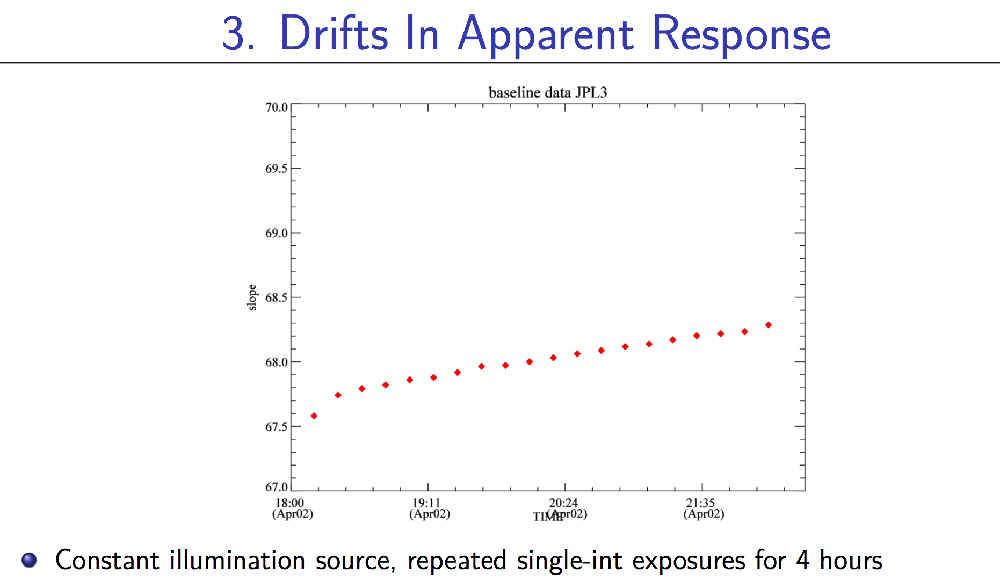 3. Drifts In Apparent Response
baseline data JPL3
70.0
69.5
69.0
68.5
68.0
67.5
67.0
slope
18:00 19:11 20:24 21:35
(Apr02) (Apr02) (Apr02) (Apr02)
TIME
Constant illumination source, repeated single-int exposures for 4 hours